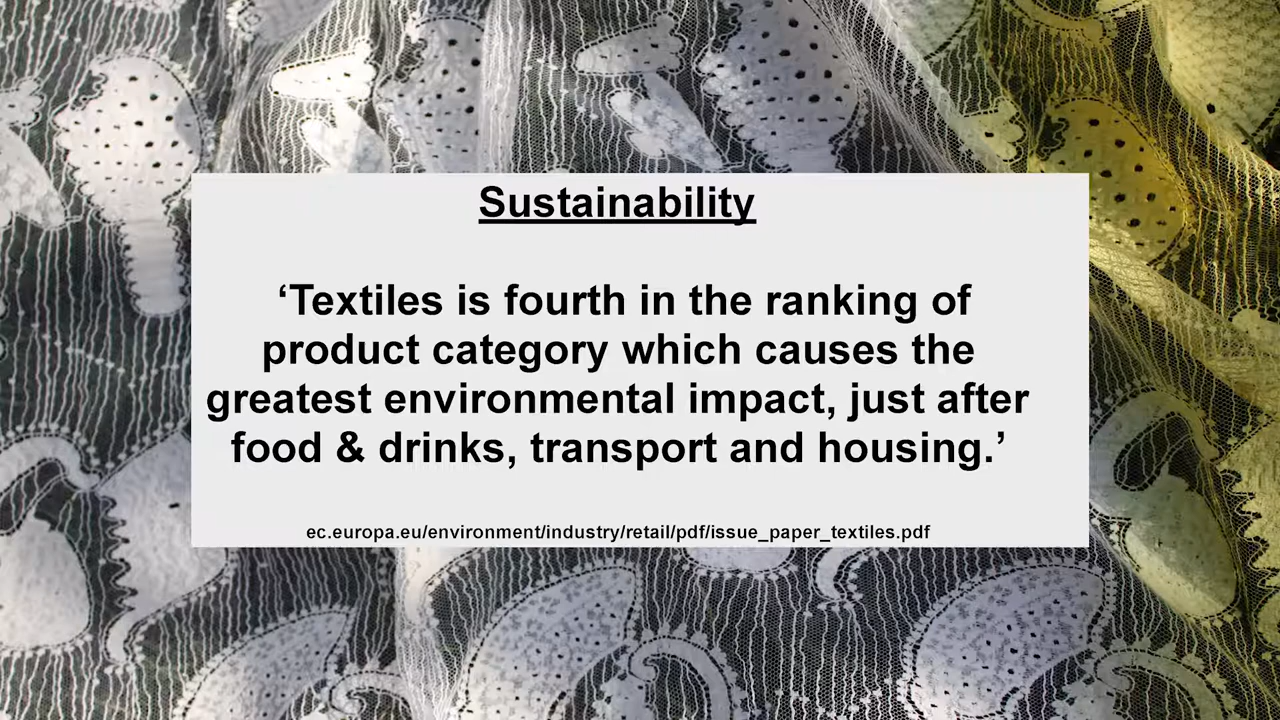 Sustainability
‘Textiles is fourth in the ranking of
product category which causes the
greatest environmental impact, just after
food & drinks, transport and housing.’
ec.europa.eu/environment/industry/retail/pdf/issue_paper_textiles.pdf